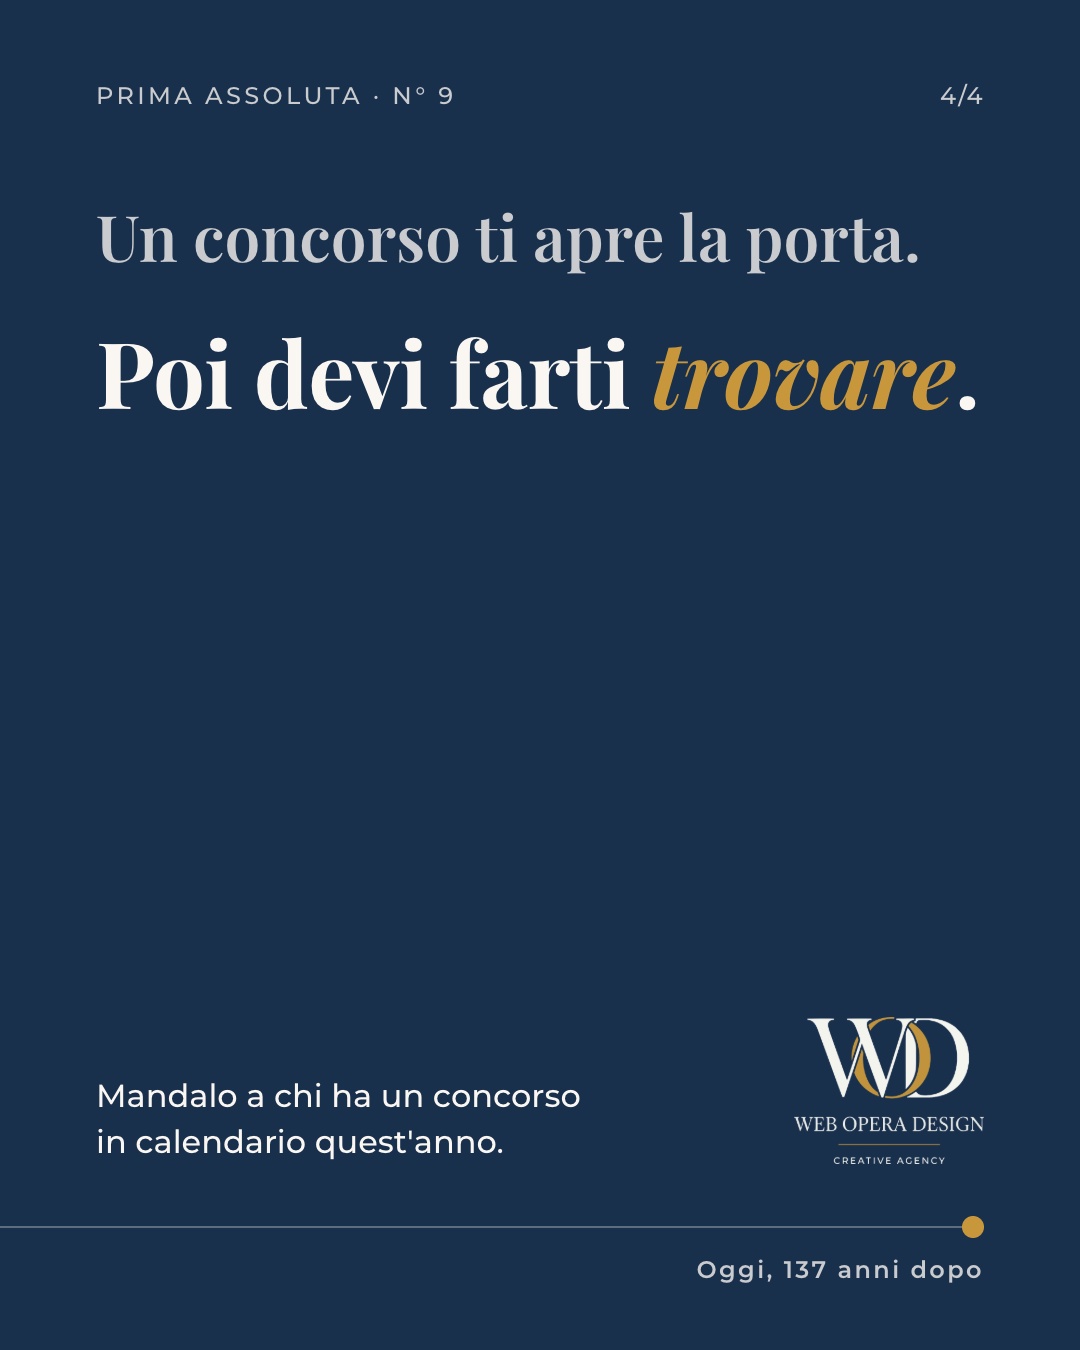 PRIMA ASSOLUTA · N° 9
4/4
Un concorso ti apre la porta.
Poi devi farti trovare.
Mandalo a chi ha un concorso
in calendario quest'anno.
WOD
WEB OPERA DESIGN
CREATIVE AGENCY
Oggi, 137 anni dopo